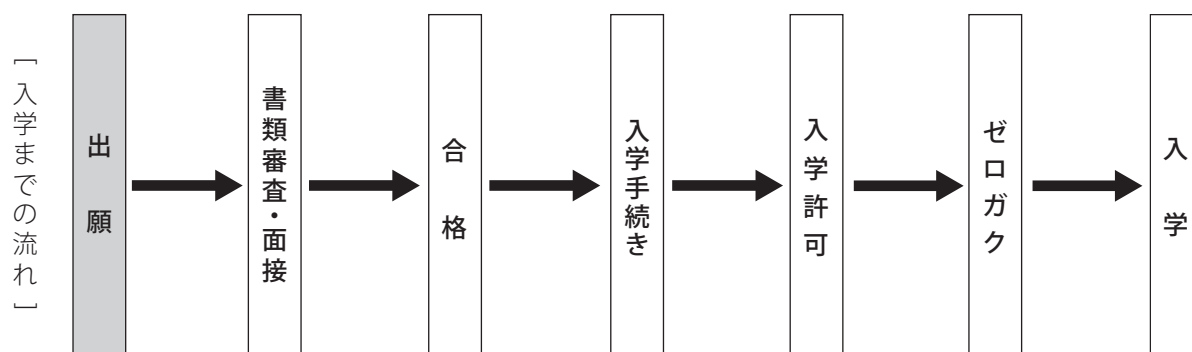 [ 入学までの流れ ]
出願
書類審査・面接
合格
入学手続き
入学許可
ゼロガク
入学